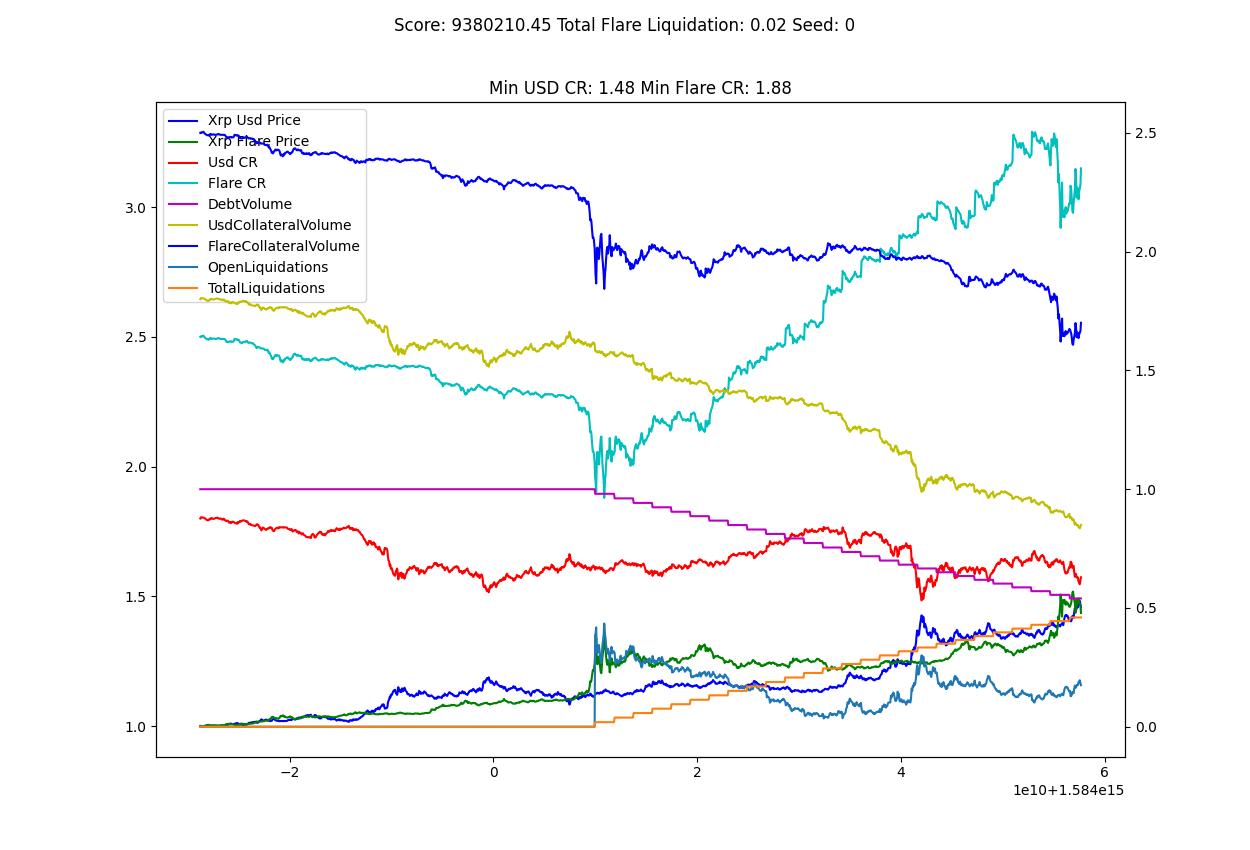 Score: 9380210.45 Total Flare Liquidation: 0.02 Seed: 0
Min USD CR: 1.48 Min Flare CR: 1.88
Xrp Usd Price
Xrp Flare Price
Usd CR
Flare CR
DebtVolume
UsdCollateralVolume
FlareCollateralVolume
OpenLiquidations
TotalLiquidations
3.0
2.5
2.0
1.5
1.0
2.5
2.0
1.5
1.0
0.5
0.0
−2
0
2
4
6
1e10+1.584e15